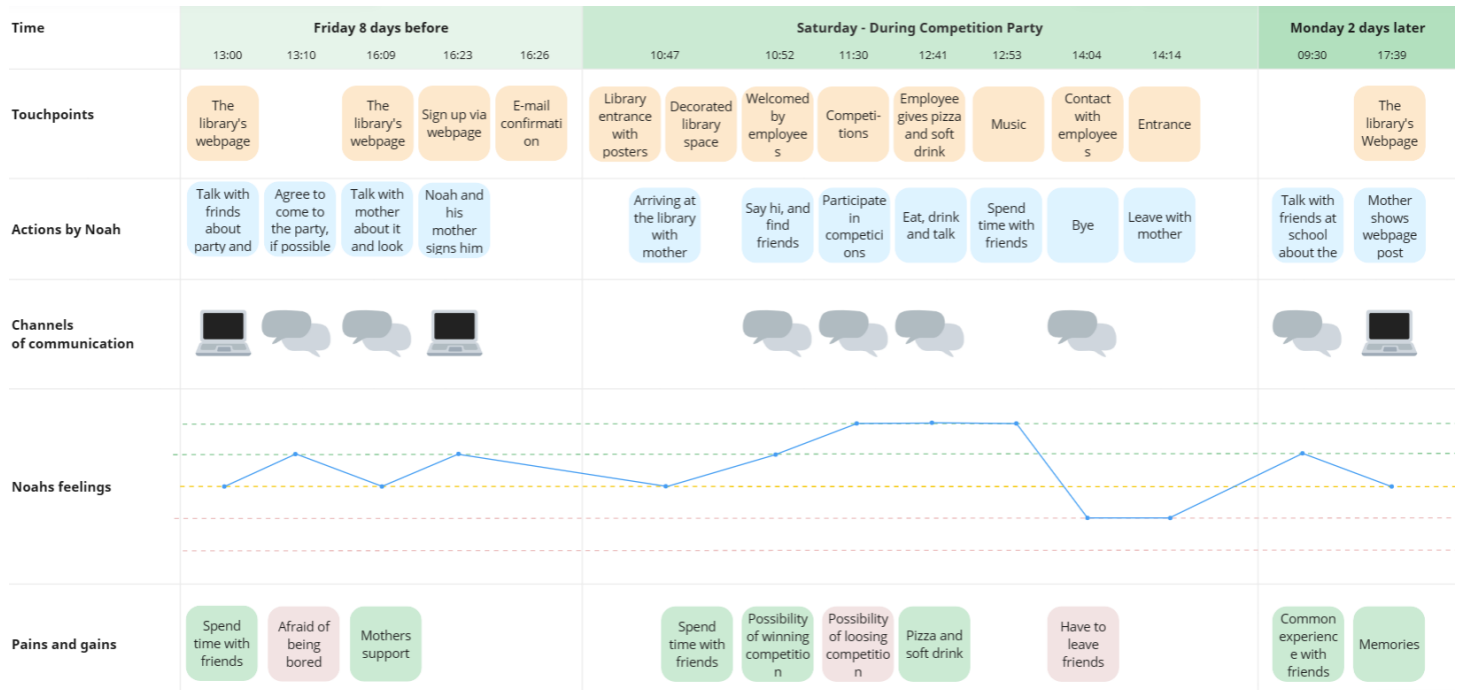 Time
Friday 8 days before
Saturday - During Competition Party
Monday 2 days later
13:00
13:10
16:09
16:23
16:26
10:47
10:52
11:30
12:41
12:53
14:04
14:14
09:30
17:39
Touchpoints
The
library's
webpage
The
library's
webpage
Sign up via
webpage
E-mail
confirmati
on
Library
entrance
with
posters
Decorated
library
space
Welcomed
by
employee
s
Competi-
tions
Employee
gives pizza
and soft
drink
Music
Contact
with
employee
s
Entrance
The
library's
Webpage
Actions by Noah
Talk with
frinds
about
party and
Agree to
come to
the party,
if possible
Talk with
mother
about it
and look
Noah and
his
mother
signs him
Arriving at
the library
with
mother
Say hi, and
find
friends
Participate
in
competici
ons
Eat, drink
and talk
Spend
time with
friends
Bye
Leave with
mother
Talk with
friends at
school
about the
Mother
shows
webpage
post
Channels
of communication
Noahs feelings
Pains and gains
Spend
time with
friends
Afraid of
being
bored
Mothers
support
Spend
time with
friends
Possibility
of winning
competitio
n
Possibility
of loosing
competitio
n
Pizza and
soft drink
Have to
leave
friends
Common
experienc
e with
friends
Memories